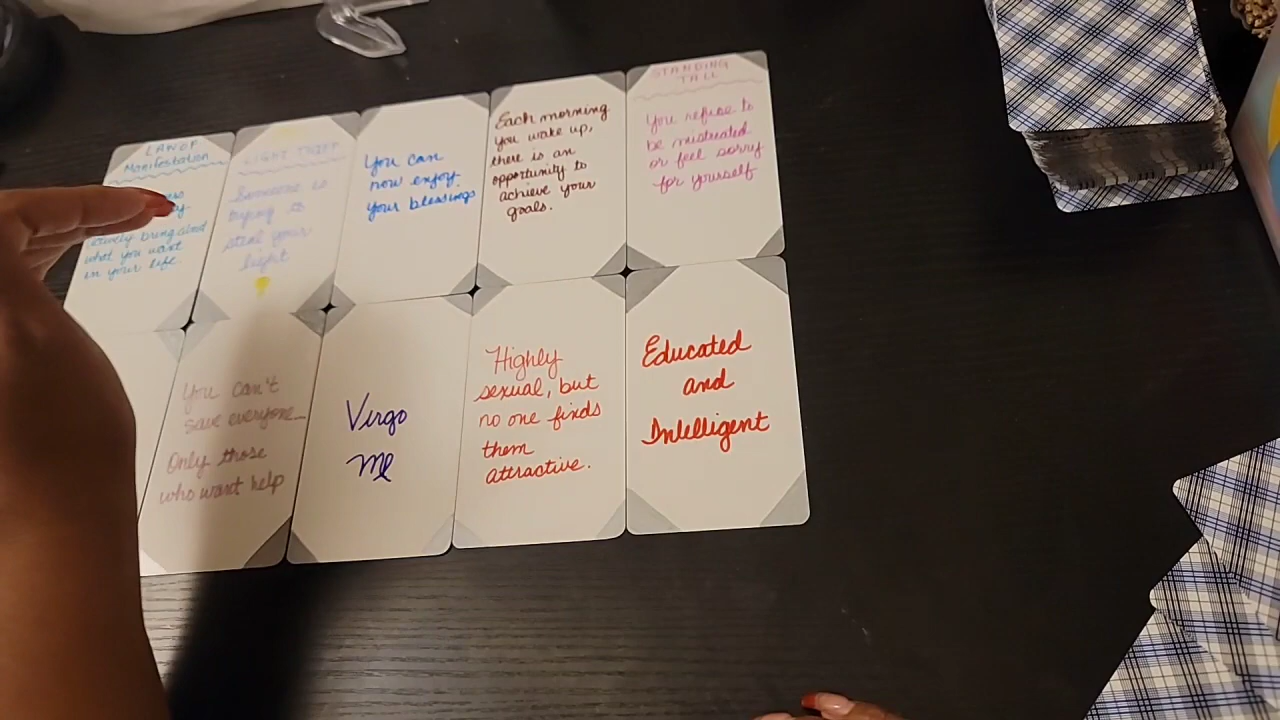 LAW OF
Manifestation
actively bring about
what you want
in your life
LIGHT THIEF
Someone is
trying to
steal your
light
You can
now enjoy
your blessings
Each morning
you wake up,
there is an
opportunity to
achieve your
goals.
STANDING
TALL
You refuse to
be mistreated
or feel sorry
for yourself
You can't
save everyone_
Only those
who want help
Virgo
♍
Highly
sexual, but
no one finds
them
attractive.
Educated
and
Intelligent